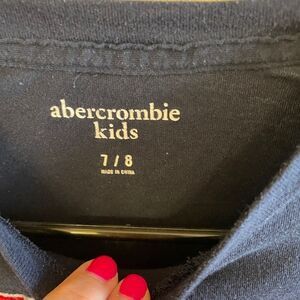 abercrombie
kids
7 / 8
MADE IN CHINA